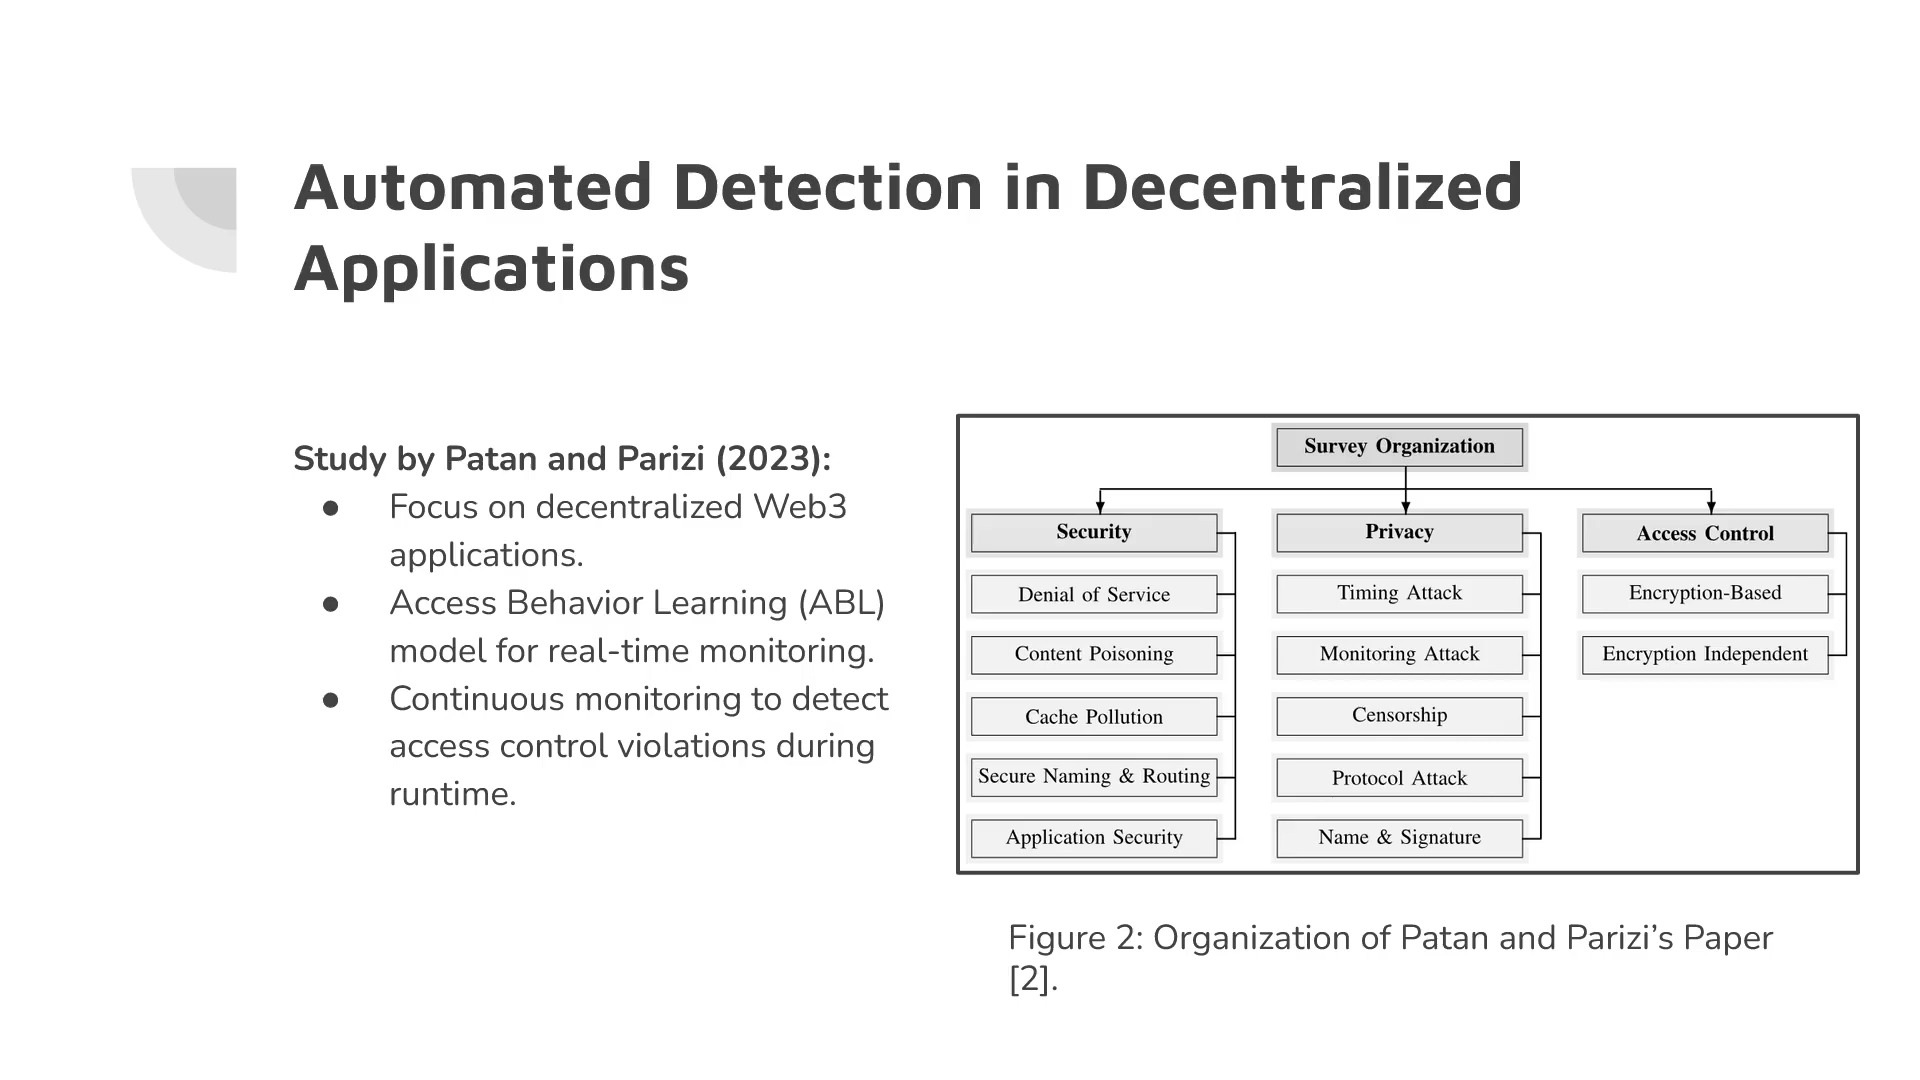 Automated Detection in Decentralized
Applications
Study by Patan and Parizi (2023):
● Focus on decentralized Web3
applications.
● Access Behavior Learning (ABL)
model for real-time monitoring.
● Continuous monitoring to detect
access control violations during
runtime.
Survey Organization
Security
Denial of Service
Content Poisoning
Cache Pollution
Secure Naming & Routing
Application Security
Privacy
Timing Attack
Monitoring Attack
Censorship
Protocol Attack
Name & Signature
Access Control
Encryption-Based
Encryption Independent
Figure 2: Organization of Patan and Parizi’s Paper
[2].